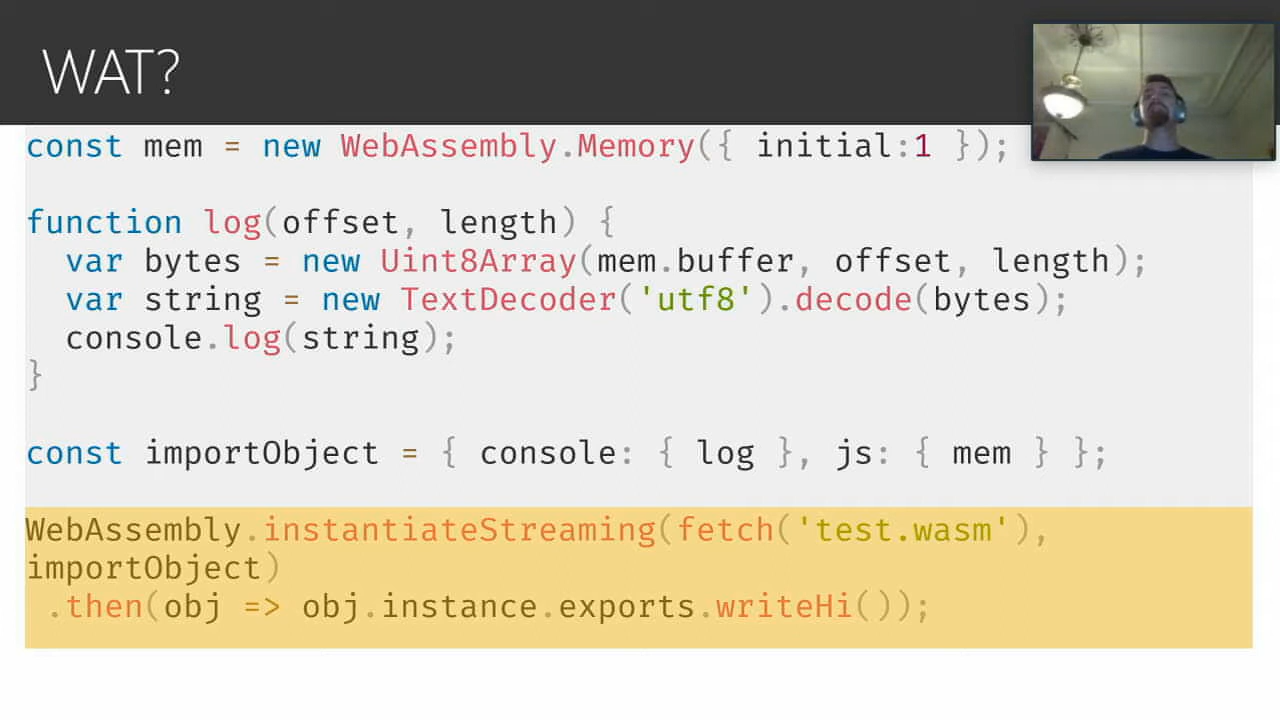 WAT?
const mem = new WebAssembly.Memory({ initial:1 });
function log(offset, length) {
  var bytes = new Uint8Array(mem.buffer, offset, length);
  var string = new TextDecoder('utf8').decode(bytes);
  console.log(string);
}
const importObject = { console: { log }, js: { mem } };
WebAssembly.instantiateStreaming(fetch('test.wasm'),
importObject)
 .then(obj => obj.instance.exports.writeHi());